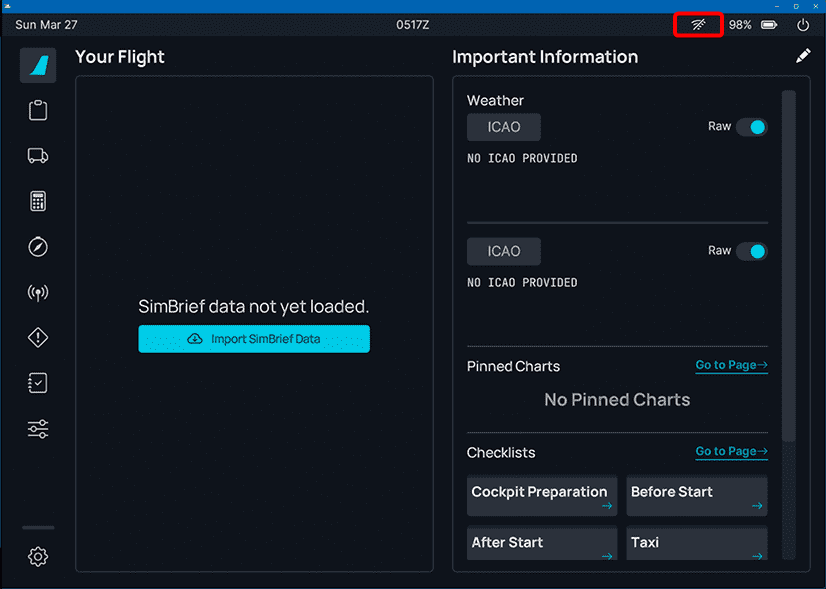 Sun Mar 27
0517Z
98%
Your Flight
SimBrief data not yet loaded.
Import SimBrief Data
Important Information
Weather
ICAO
Raw
NO ICAO PROVIDED
ICAO
Raw
NO ICAO PROVIDED
Pinned Charts
Go to Page→
No Pinned Charts
Checklists
Go to Page→
Cockpit Preparation
→
Before Start
→
After Start
→
Taxi
→